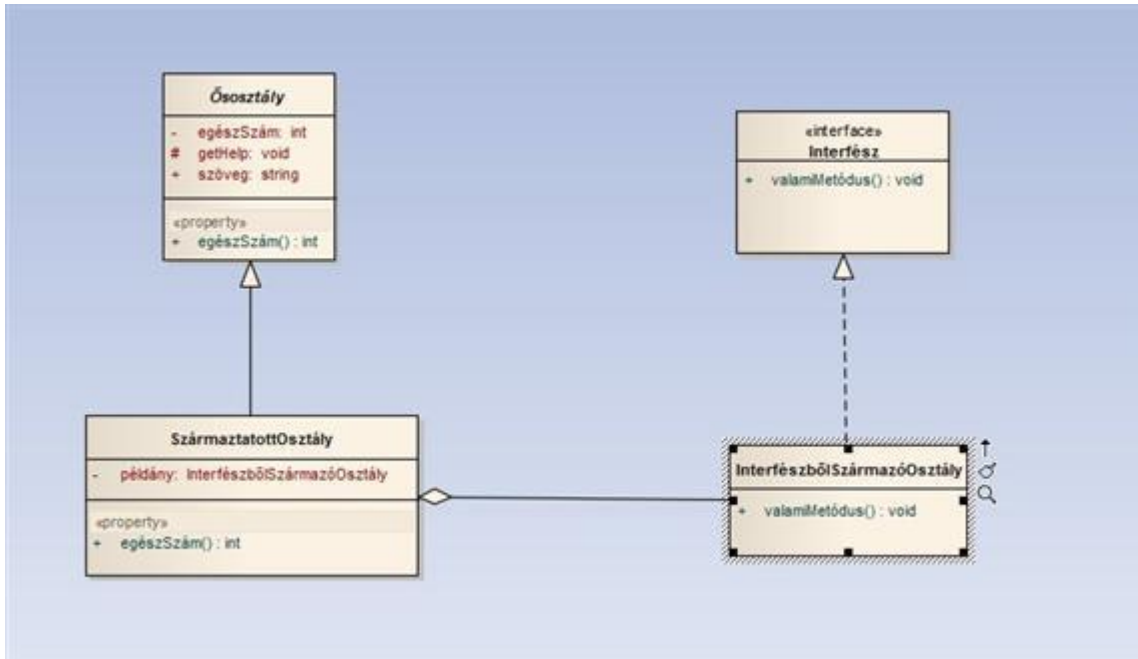 Ősosztály
- egészSzám: int
# getHelp: void
+ szöveg: string
«property»
+ egészSzám() : int
«interface»
Interfész
+ valamiMetódus() : void
SzármaztatottOsztály
- példány: InterfészbőlSzármazóOsztály
«property»
+ egészSzám() : int
InterfészbőlSzármazóOsztály
+ valamiMetódus() : void